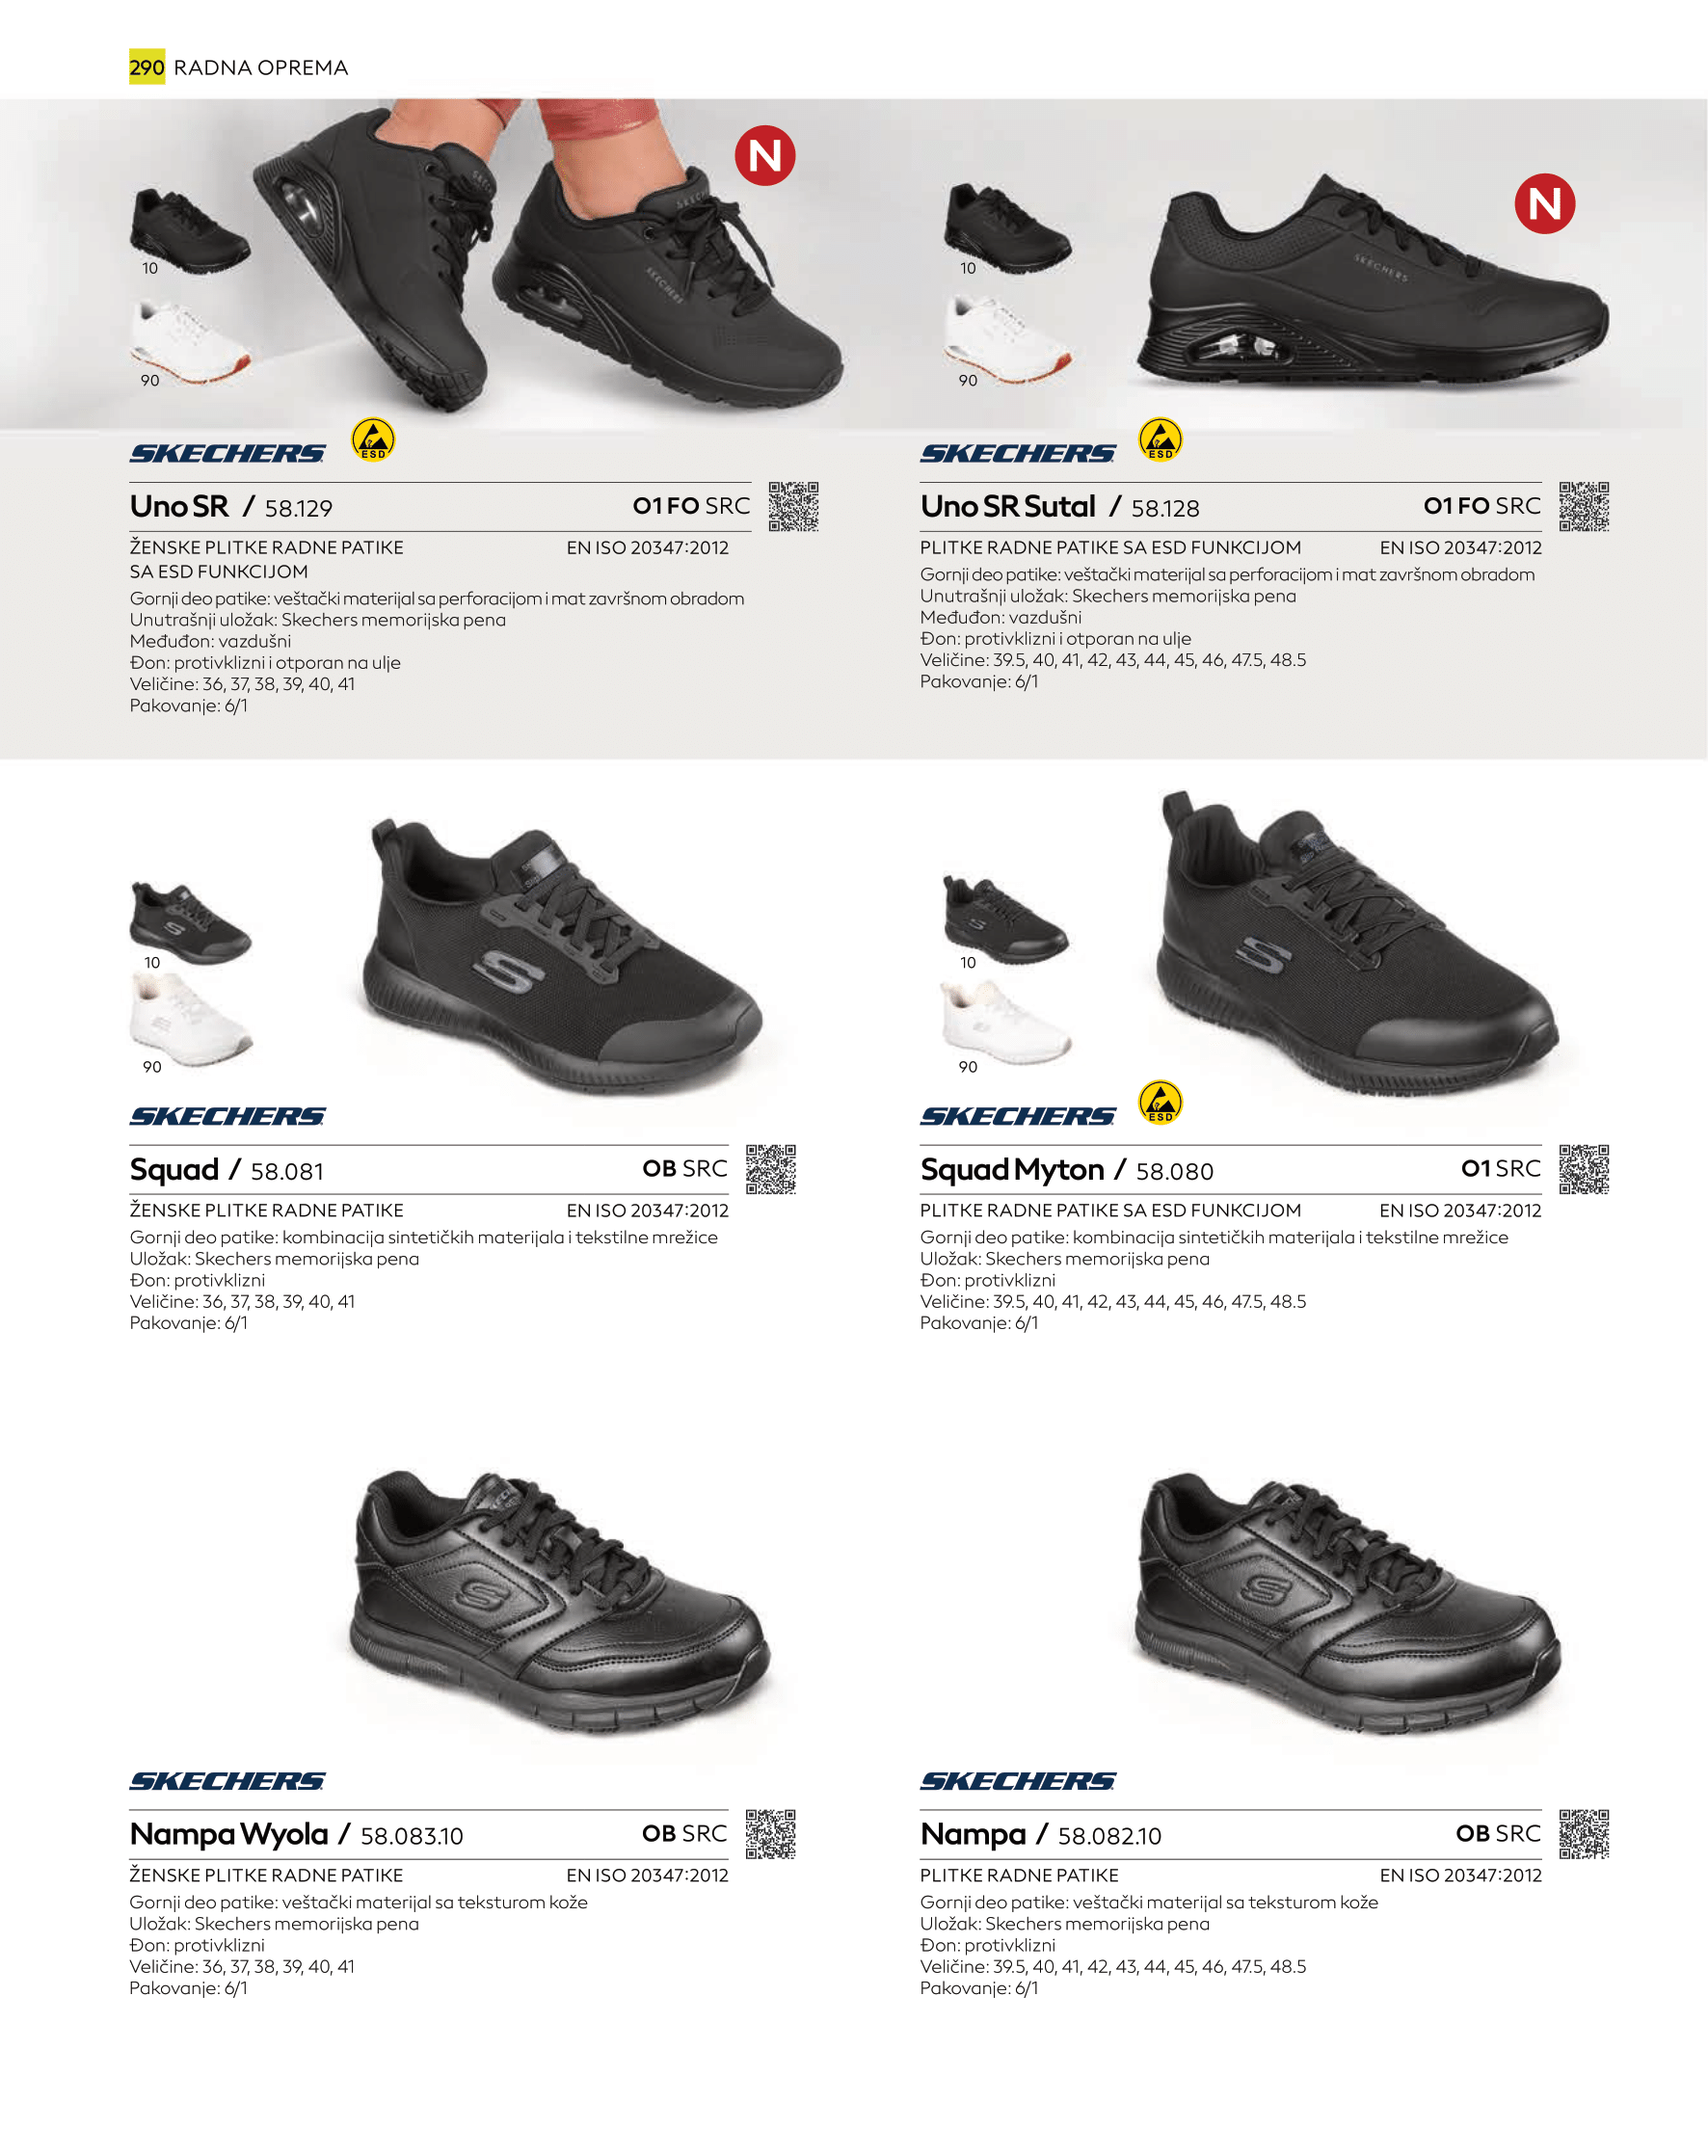 290 RADNA OPREMA
N
N
10
90
10
90
SKECHERS
ESD
Uno SR / 58.129 O1 FO SRC
ŽENSKE PLITKE RADNE PATIKE EN ISO 20347:2012
SA ESD FUNKCIJOM
Gornji deo patike: veštački materijal sa perforacijom i mat završnom obradom
Unutrašnji uložak: Skechers memorijska pena
Međuđon: vazdušni
Đon: protivklizni i otporan na ulje
Veličine: 36, 37, 38, 39, 40, 41
Pakovanje: 6/1
SKECHERS
ESD
Uno SR Sutal / 58.128 O1 FO SRC
PLITKE RADNE PATIKE SA ESD FUNKCIJOM EN ISO 20347:2012
Gornji deo patike: veštački materijal sa perforacijom i mat završnom obradom
Unutrašnji uložak: Skechers memorijska pena
Međuđon: vazdušni
Đon: protivklizni i otporan na ulje
Veličine: 39.5, 40, 41, 42, 43, 44, 45, 46, 47.5, 48.5
Pakovanje: 6/1
10
90
SKECHERS
Squad / 58.081 OB SRC
ŽENSKE PLITKE RADNE PATIKE EN ISO 20347:2012
Gornji deo patike: kombinacija sintetičkih materijala i tekstilne mrežice
Uložak: Skechers memorijska pena
Đon: protivklizni
Veličine: 36, 37, 38, 39, 40, 41
Pakovanje: 6/1
10
90
SKECHERS
ESD
Squad Myton / 58.080 O1 SRC
PLITKE RADNE PATIKE SA ESD FUNKCIJOM EN ISO 20347:2012
Gornji deo patike: kombinacija sintetičkih materijala i tekstilne mrežice
Uložak: Skechers memorijska pena
Đon: protivklizni
Veličine: 39.5, 40, 41, 42, 43, 44, 45, 46, 47.5, 48.5
Pakovanje: 6/1
SKECHERS
Nampa Wyola / 58.083.10 OB SRC
ŽENSKE PLITKE RADNE PATIKE EN ISO 20347:2012
Gornji deo patike: veštački materijal sa teksturom kože
Uložak: Skechers memorijska pena
Đon: protivklizni
Veličine: 36, 37, 38, 39, 40, 41
Pakovanje: 6/1
SKECHERS
Nampa / 58.082.10 OB SRC
PLITKE RADNE PATIKE EN ISO 20347:2012
Gornji deo patike: veštački materijal sa teksturom kože
Uložak: Skechers memorijska pena
Đon: protivklizni
Veličine: 39.5, 40, 41, 42, 43, 44, 45, 46, 47.5, 48.5
Pakovanje: 6/1